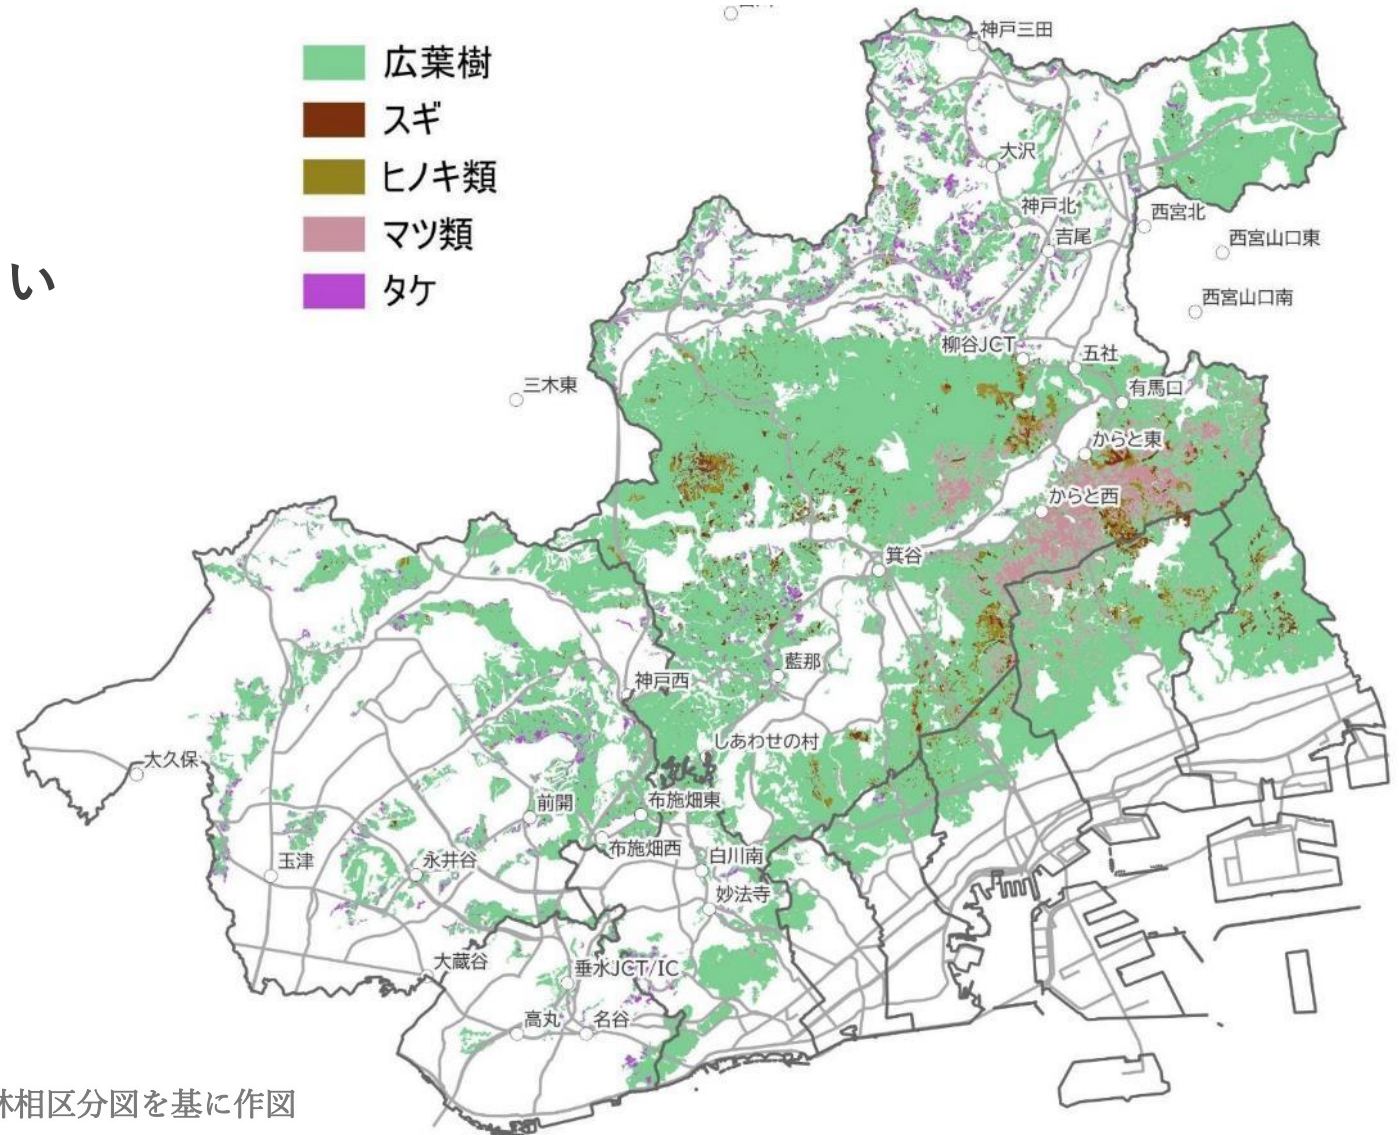 広葉樹
スギ
ヒノキ類
マツ類
タケ
い
神戸三田
大沢
神戸北
吉尾
西宮北
西宮山口東
西宮山口南
柳谷JCT
五社
有馬口
三木東
からと東
からと西
箕谷
藍那
神戸西
しあわせの村
大久保
前開
布施畑東
布施畑西
白川南
玉津
永井谷
妙法寺
大蔵谷
垂水JCT/IC
高丸
名谷
林相区分図を基に作図